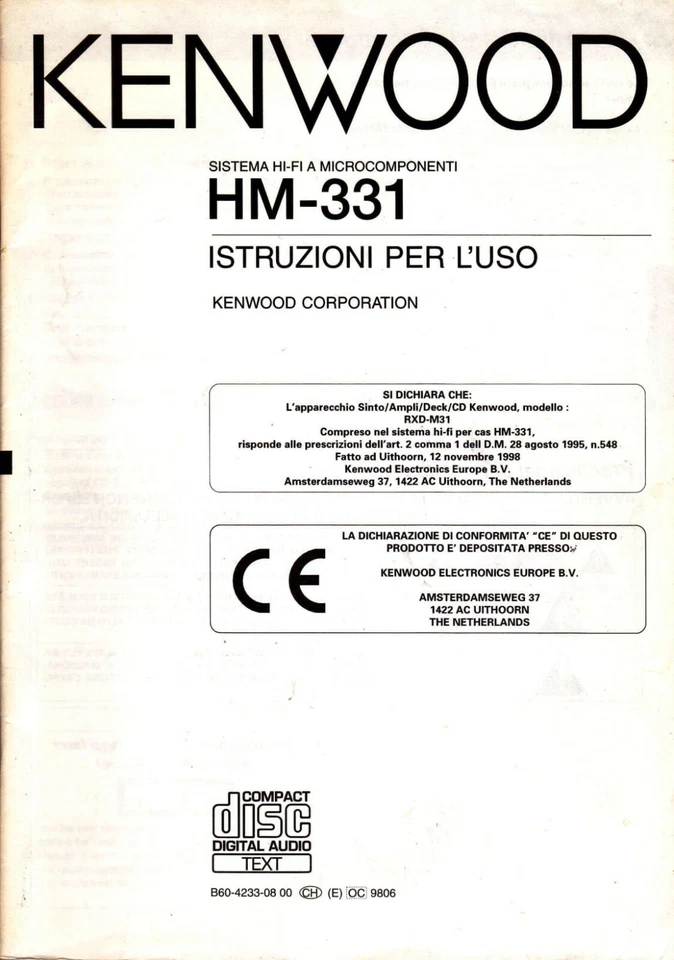 KENWOOD
SISTEMA HI-FI A MICROCOMPONENTI
HM-331
ISTRUZIONI PER L'USO
KENWOOD CORPORATION
SI DICHIARA CHE:
L'apparecchio Sinto/Ampli/Deck/CD Kenwood, modello :
RXD-M31
Compreso nel sistema hi-fi per cas HM-331,
risponde alle prescrizioni dell'art. 2 comma 1 dell D.M. 28 agosto 1995, n.548
Fatto ad Uithoorn, 12 novembre 1998
Kenwood Electronics Europe B.V.
Amsterdamseweg 37, 1422 AC Uithoorn, The Netherlands
CE
LA DICHIARAZIONE DI CONFORMITA' "CE" DI QUESTO
PRODOTTO E' DEPOSITATA PRESSO:
KENWOOD ELECTRONICS EUROPE B.V.
AMSTERDAMSEWEG 37
1422 AC UITHOORN
THE NETHERLANDS
COMPACT
disc
DIGITAL AUDIO
TEXT
B60-4233-08 00 CH (E) OC 9806